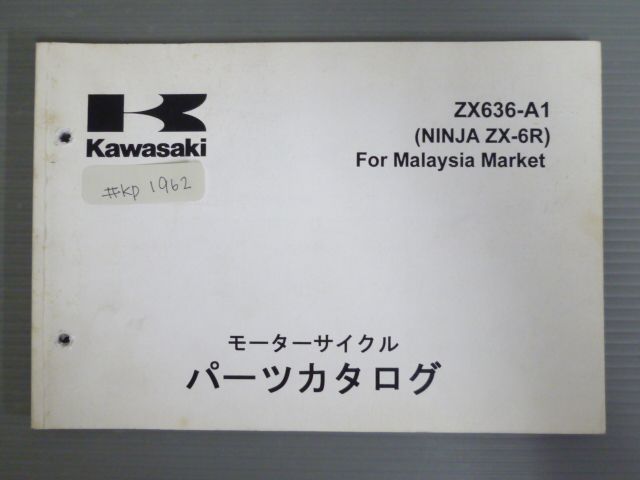 ZX636-A1
(NINJA ZX-6R)
For Malaysia Market
Kawasaki
#KP 1962
モーターサイクル
パーツカタログ